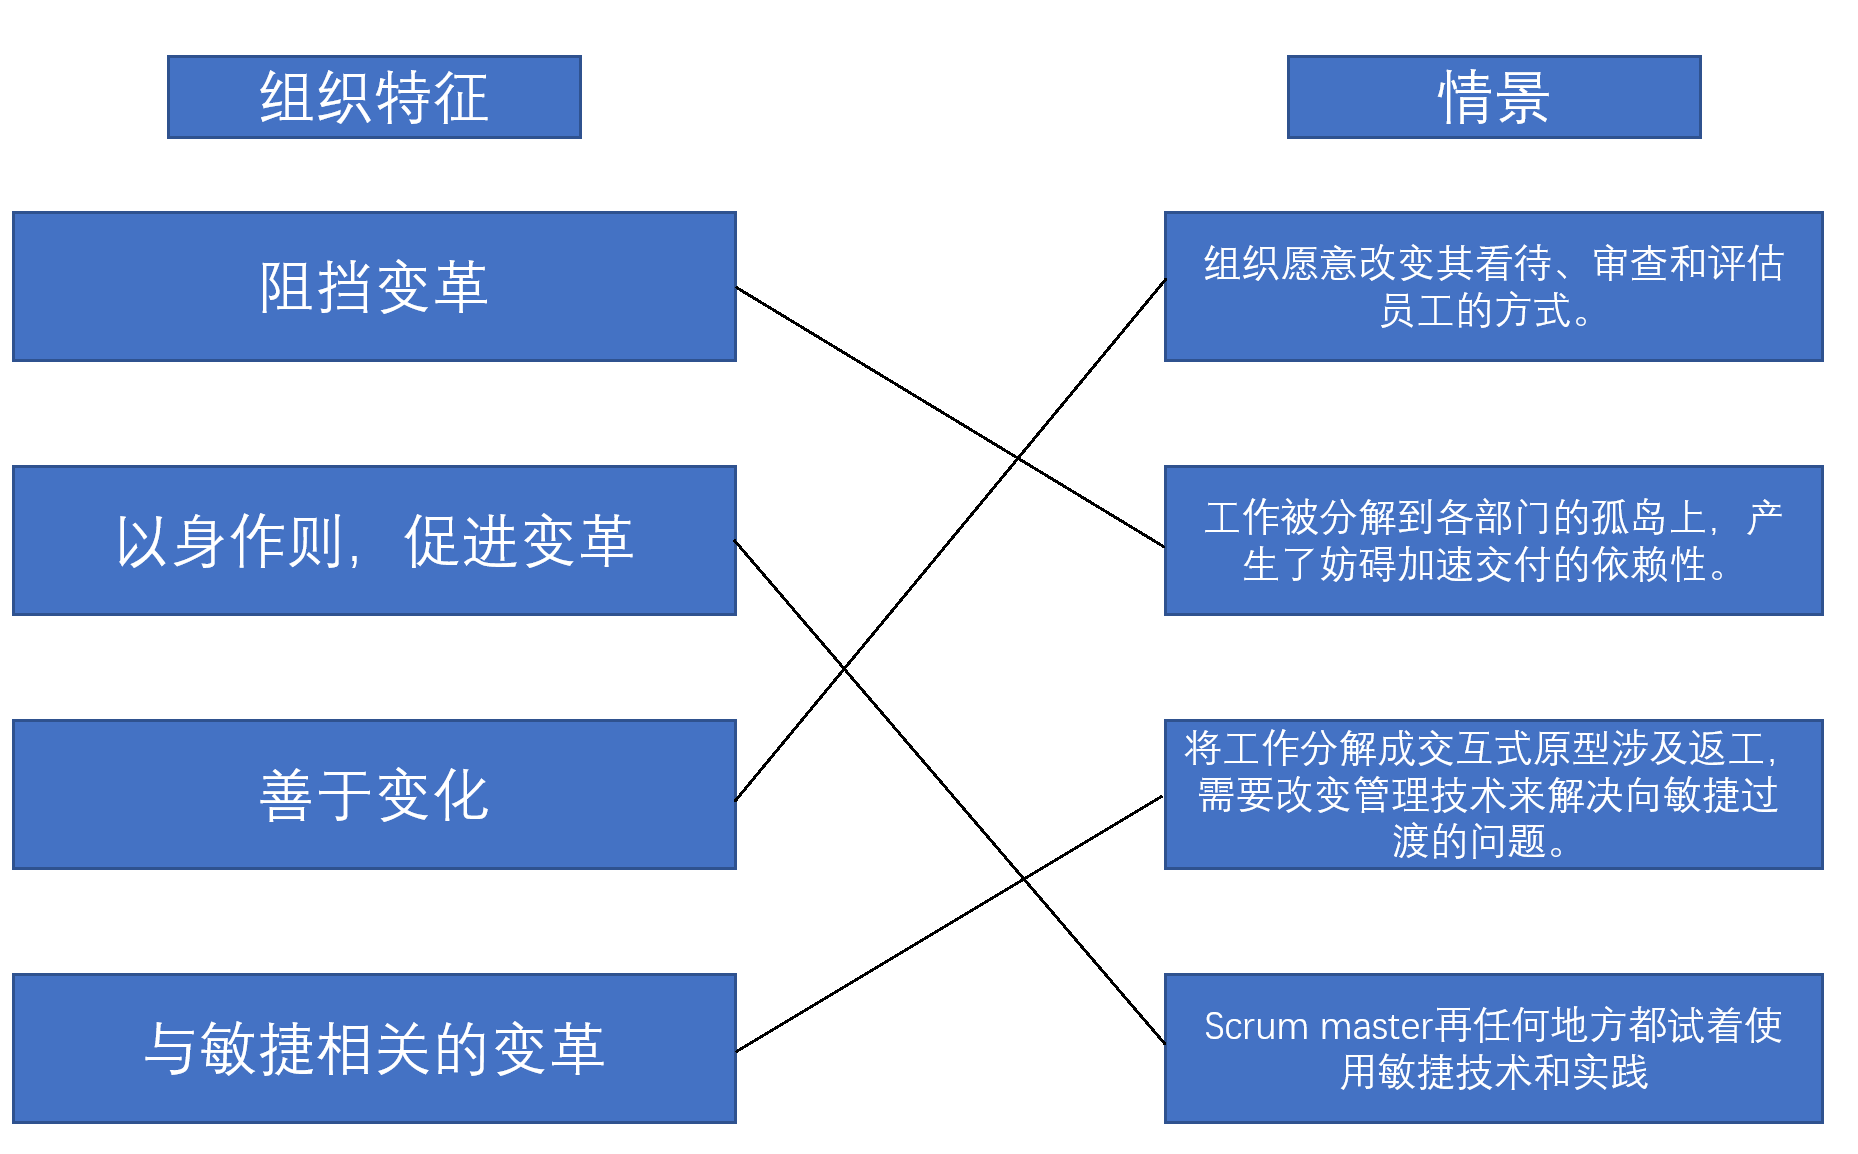 组织特征
情景
阻挡变革
组织愿意改变其看待、审查和评估
员工的方式。
以身作则，促进变革
工作被分解到各部门的孤岛上，产
生了妨碍加速交付的依赖性。
善于变化
将工作分解成交互式原型涉及返工,
需要改变管理技术来解决向敏捷过
渡的问题。
与敏捷相关的变革
Scrum master再任何地方都试着使
用敏捷技术和实践